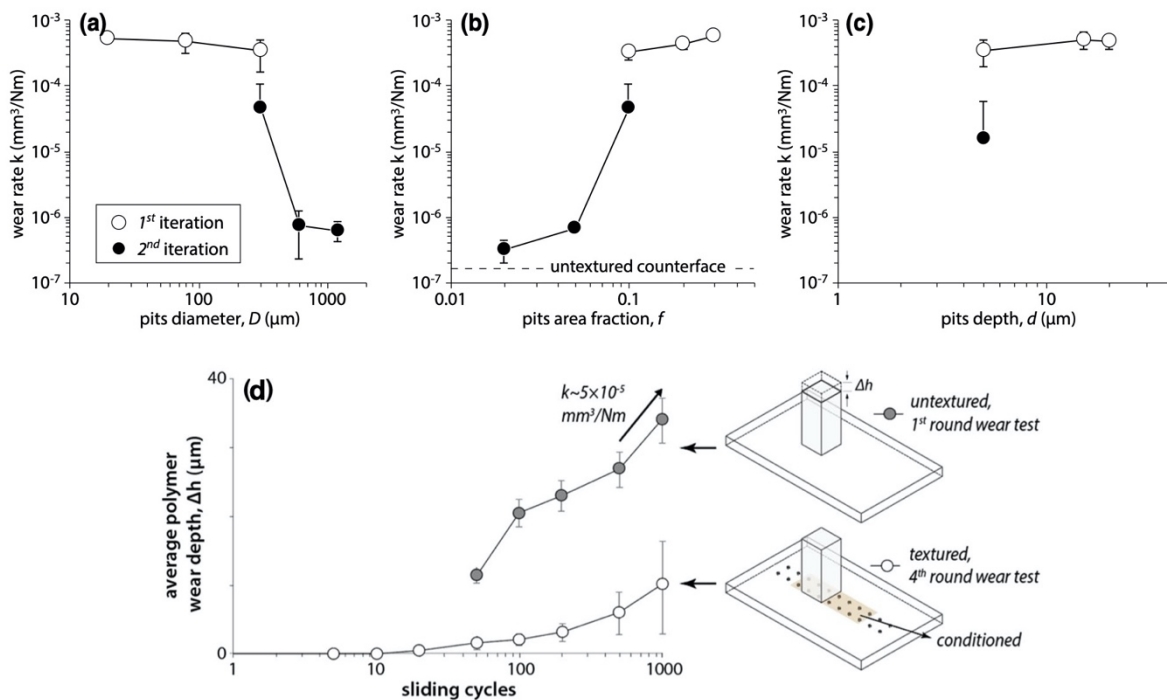 (a)
wear rate k (mm³/Nm)
10⁻³
10⁻⁴
10⁻⁵
10⁻⁶
10⁻⁷
1ˢᵗ iteration
2ⁿᵈ iteration
10
100
1000
pits diameter, D (µm)
(b)
wear rate k (mm³/Nm)
10⁻³
10⁻⁴
10⁻⁵
10⁻⁶
10⁻⁷
untextured counterface
0.01
0.1
pits area fraction, f
(c)
wear rate k (mm³/Nm)
10⁻³
10⁻⁴
10⁻⁵
10⁻⁶
10⁻⁷
1
10
pits depth, d (µm)
(d)
average polymer
wear depth, Δh (µm)
40
0
k~5×10⁻⁵
mm³/Nm
1
10
100
1000
sliding cycles
Δh
untextured,
1ˢᵗ round wear test
textured,
4ᵗʰ round wear test
conditioned